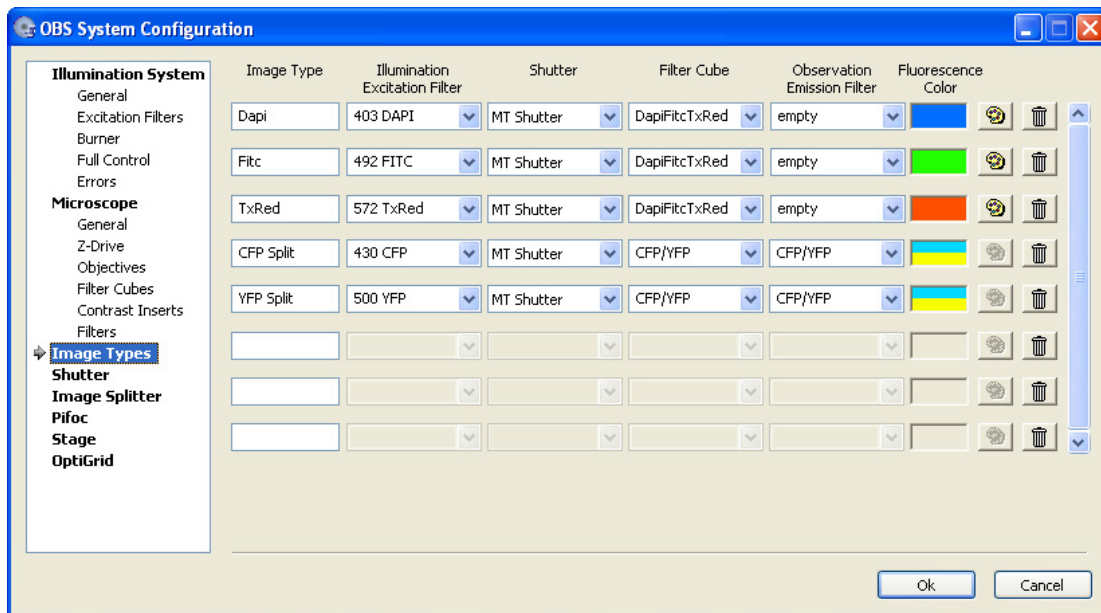 OBS System Configuration
Illumination System
General
Excitation Filters
Burner
Full Control
Errors
Microscope
General
Z-Drive
Objectives
Filter Cubes
Contrast Inserts
Filters
Image Types
Shutter
Image Splitter
Pifoc
Stage
OptiGrid
Image Type Illumination Shutter Filter Cube Observation Fluorescence
Excitation Filter Emission Filter Color
Dapi 403 DAPI MT Shutter DapiFitcTxRed empty
Fitc 492 FITC MT Shutter DapiFitcTxRed empty
TxRed 572 TxRed MT Shutter DapiFitcTxRed empty
CFP Split 430 CFP MT Shutter CFP/YFP CFP/YFP
YFP Split 500 YFP MT Shutter CFP/YFP CFP/YFP
Ok Cancel